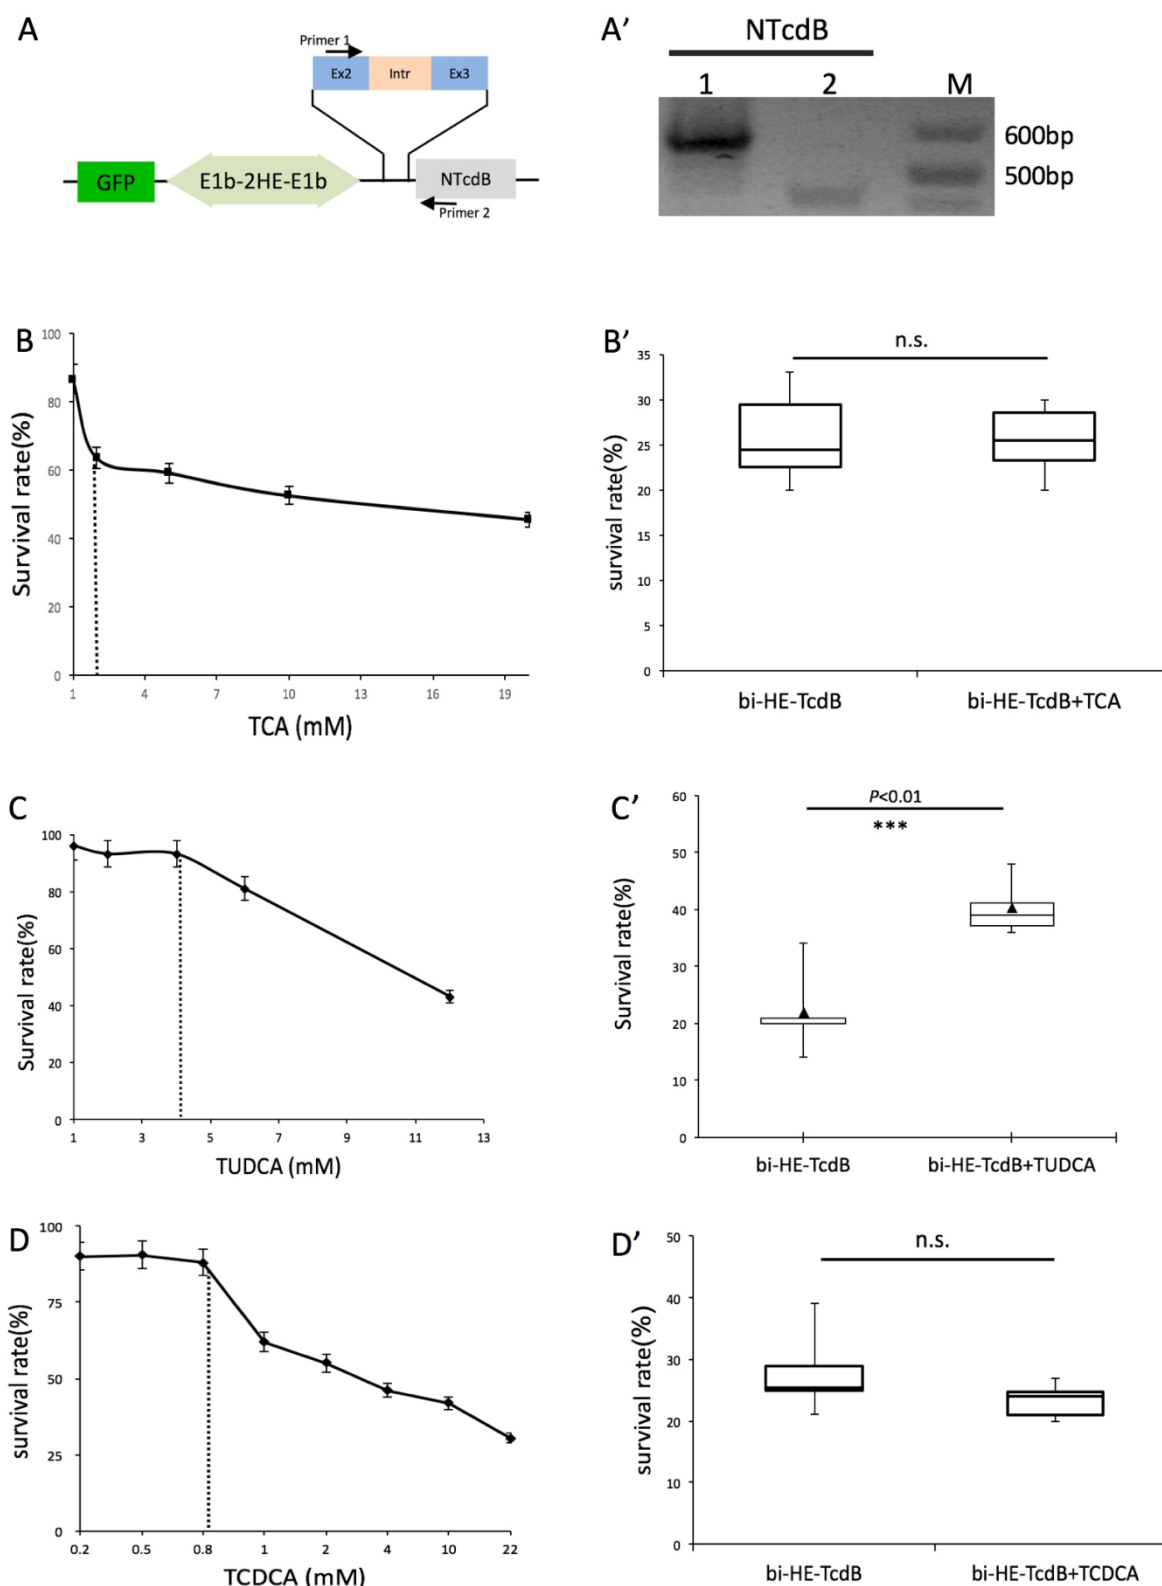 A
Primer 1
Ex2 Intr Ex3
GFP E1b-2HE-E1b NTcdB
Primer 2
A’
NTcdB
1 2 M
600bp
500bp
B
Survival rate(%)
100
80
60
40
20
0
1 4 7 10 13 16 19
TCA (mM)
B’
n.s.
survival rate(%)
35
30
25
20
15
10
5
0
bi-HE-TcdB bi-HE-TcdB+TCA
C
Survival rate(%)
100
80
60
40
20
0
1 3 5 7 9 11 13
TUDCA (mM)
C’
P<0.01
***
Survival rate(%)
60
50
40
30
20
10
0
bi-HE-TcdB bi-HE-TcdB+TUDCA
D
survival rate(%)
100
75
50
25
0
0.2 0.5 0.8 1 2 4 10 22
TCDCA (mM)
D’
n.s.
survival rate(%)
50
40
30
20
10
0
bi-HE-TcdB bi-HE-TcdB+TCDCA